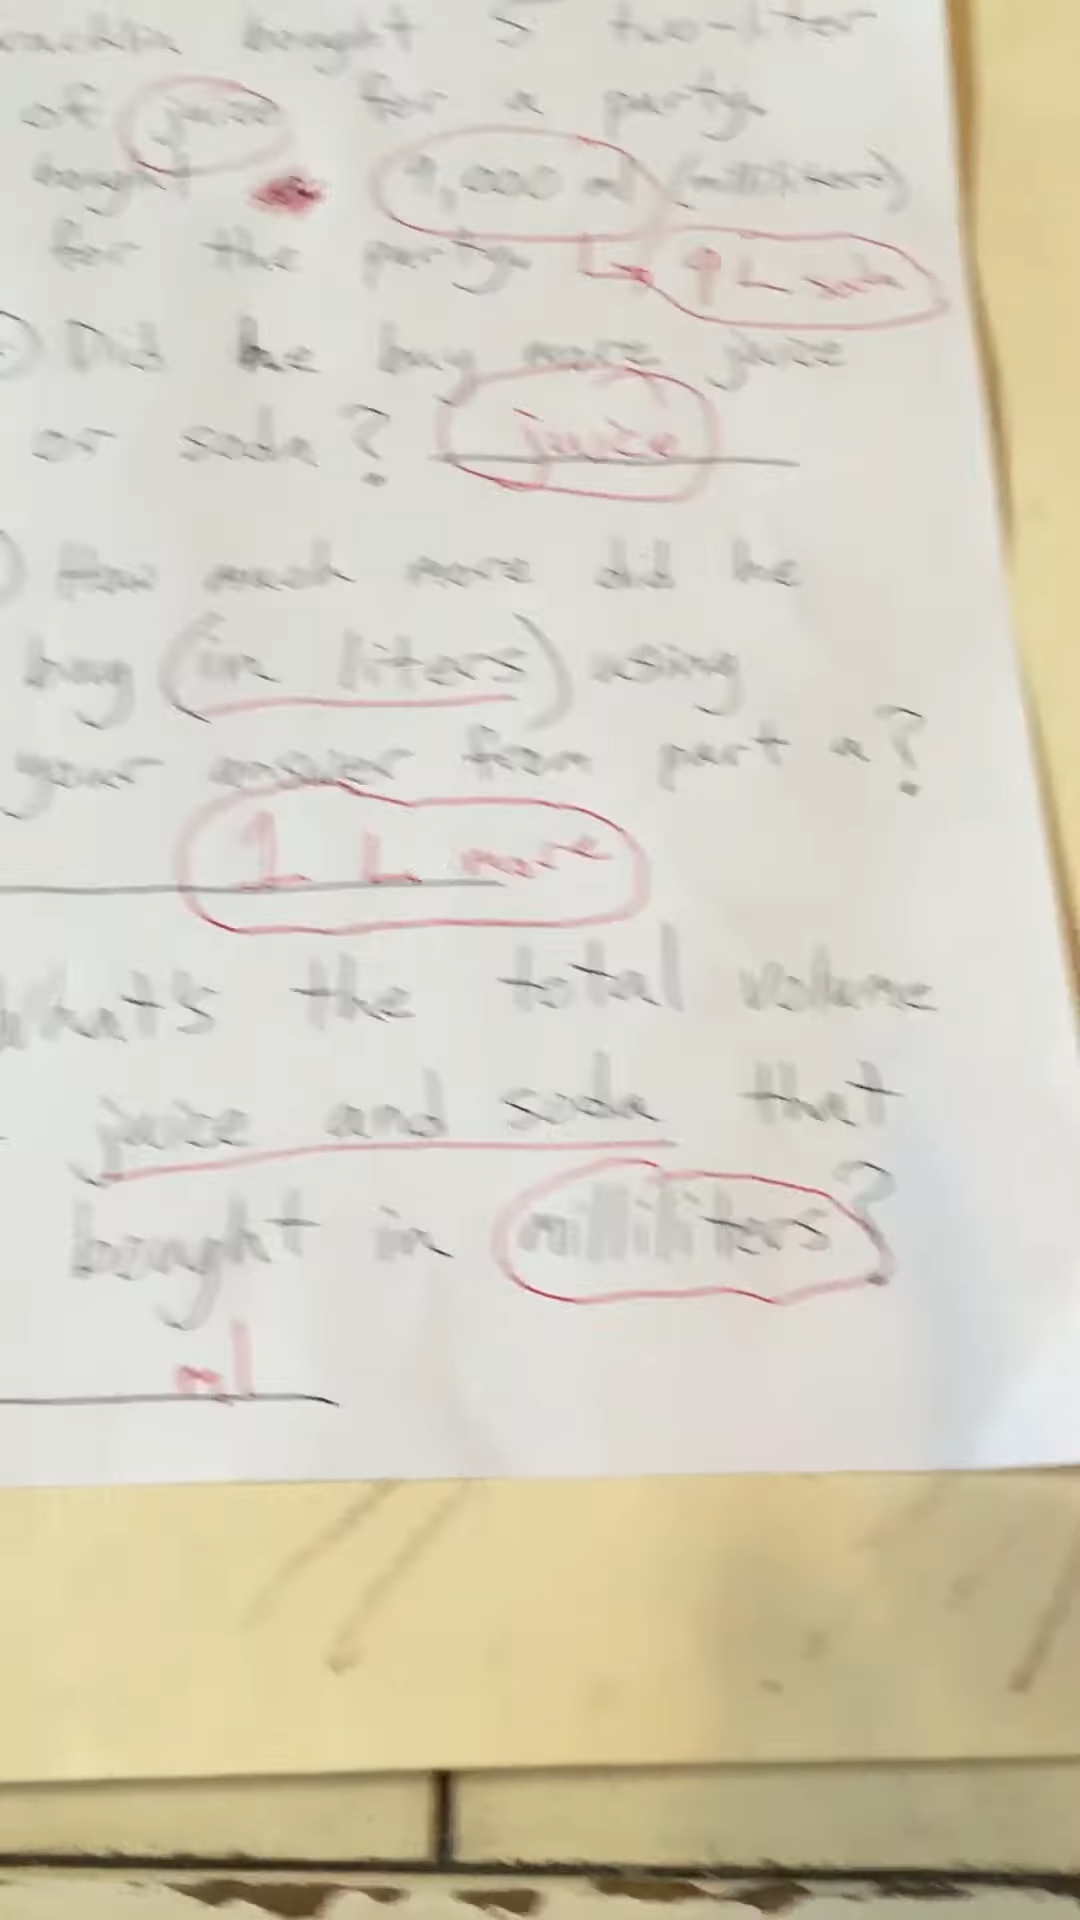 bought 5 two-liter
of juice for a party
bought 9,000 ml (milliliters)
for the party. 9 L soda
Did he buy more juice
or soda? juice
How much more did he
buy (in liters) using
your answer from part a?
1 L more
What's the total volume
juice and soda that
bought in milliliters?
ml